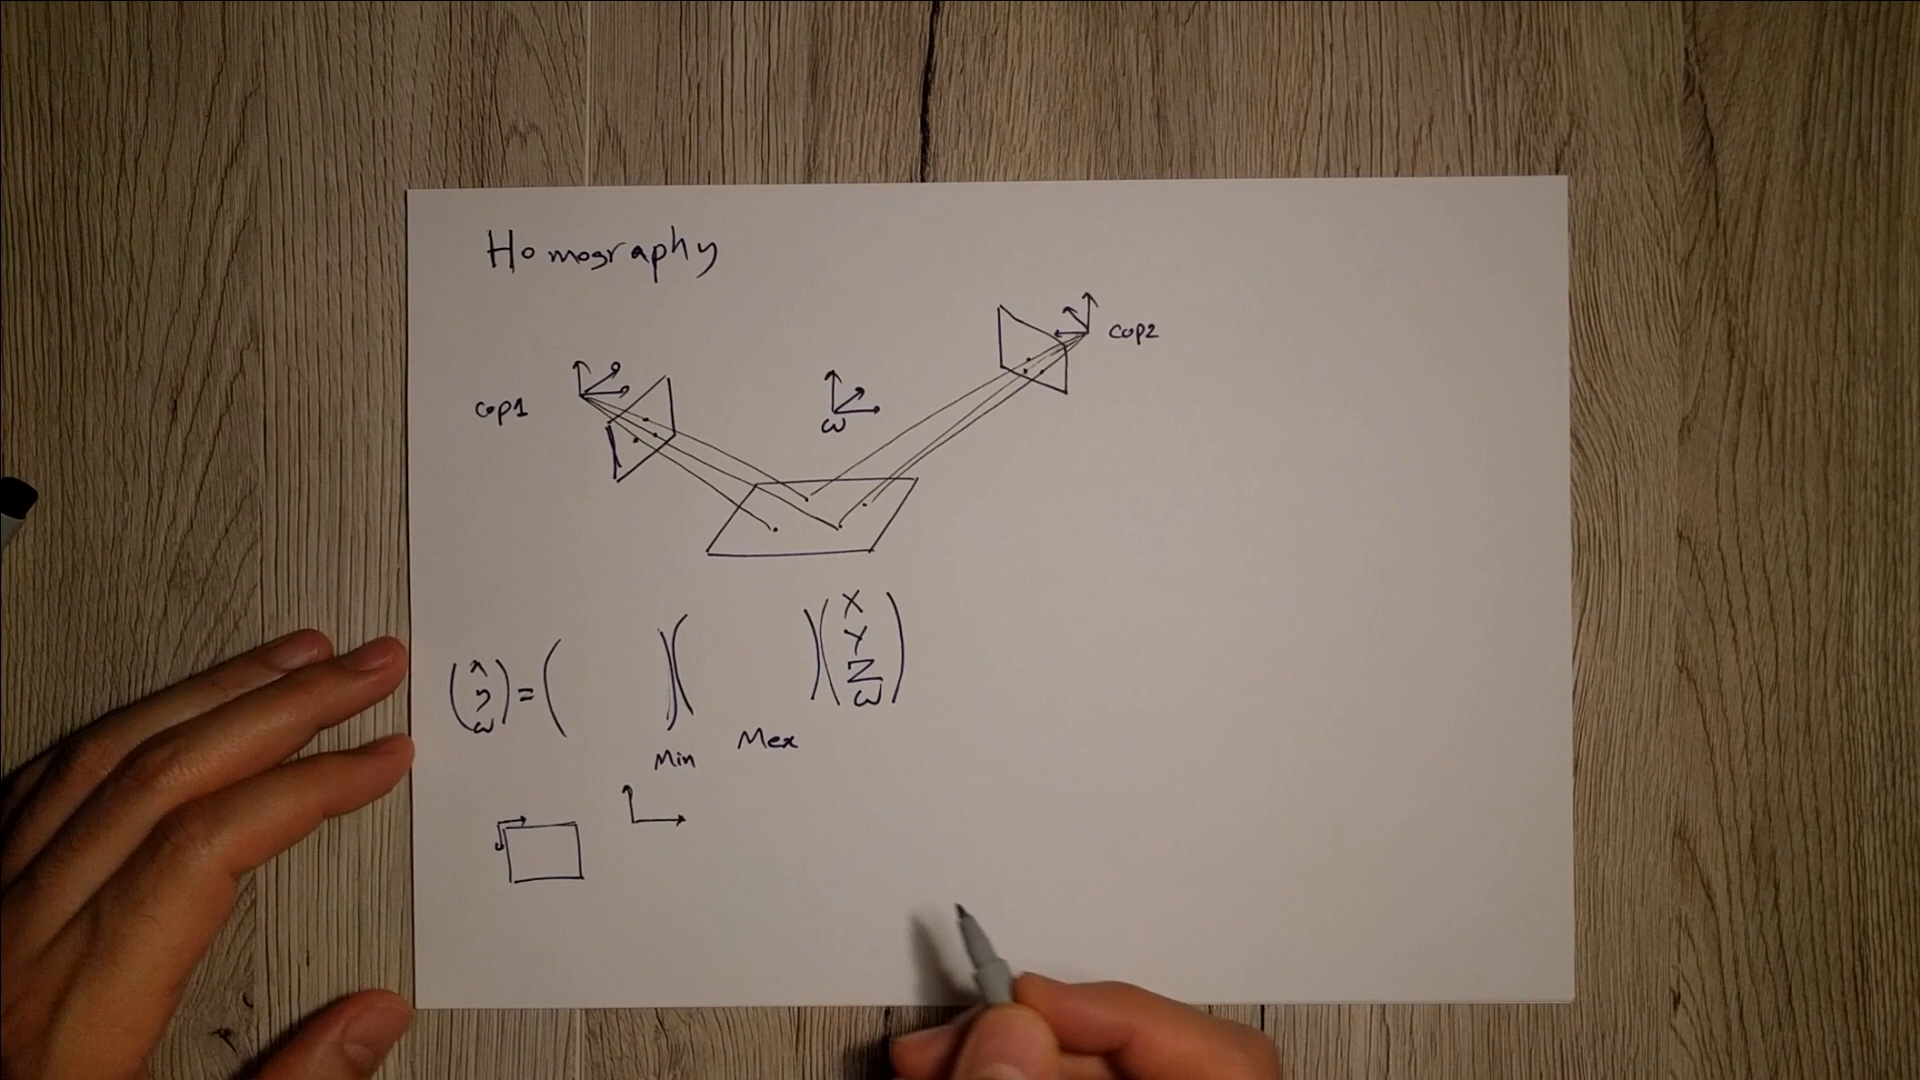 Homography
cop2
cop1
ω
(x y ω) = ( )( )(X Y Z ω)
Min Mex